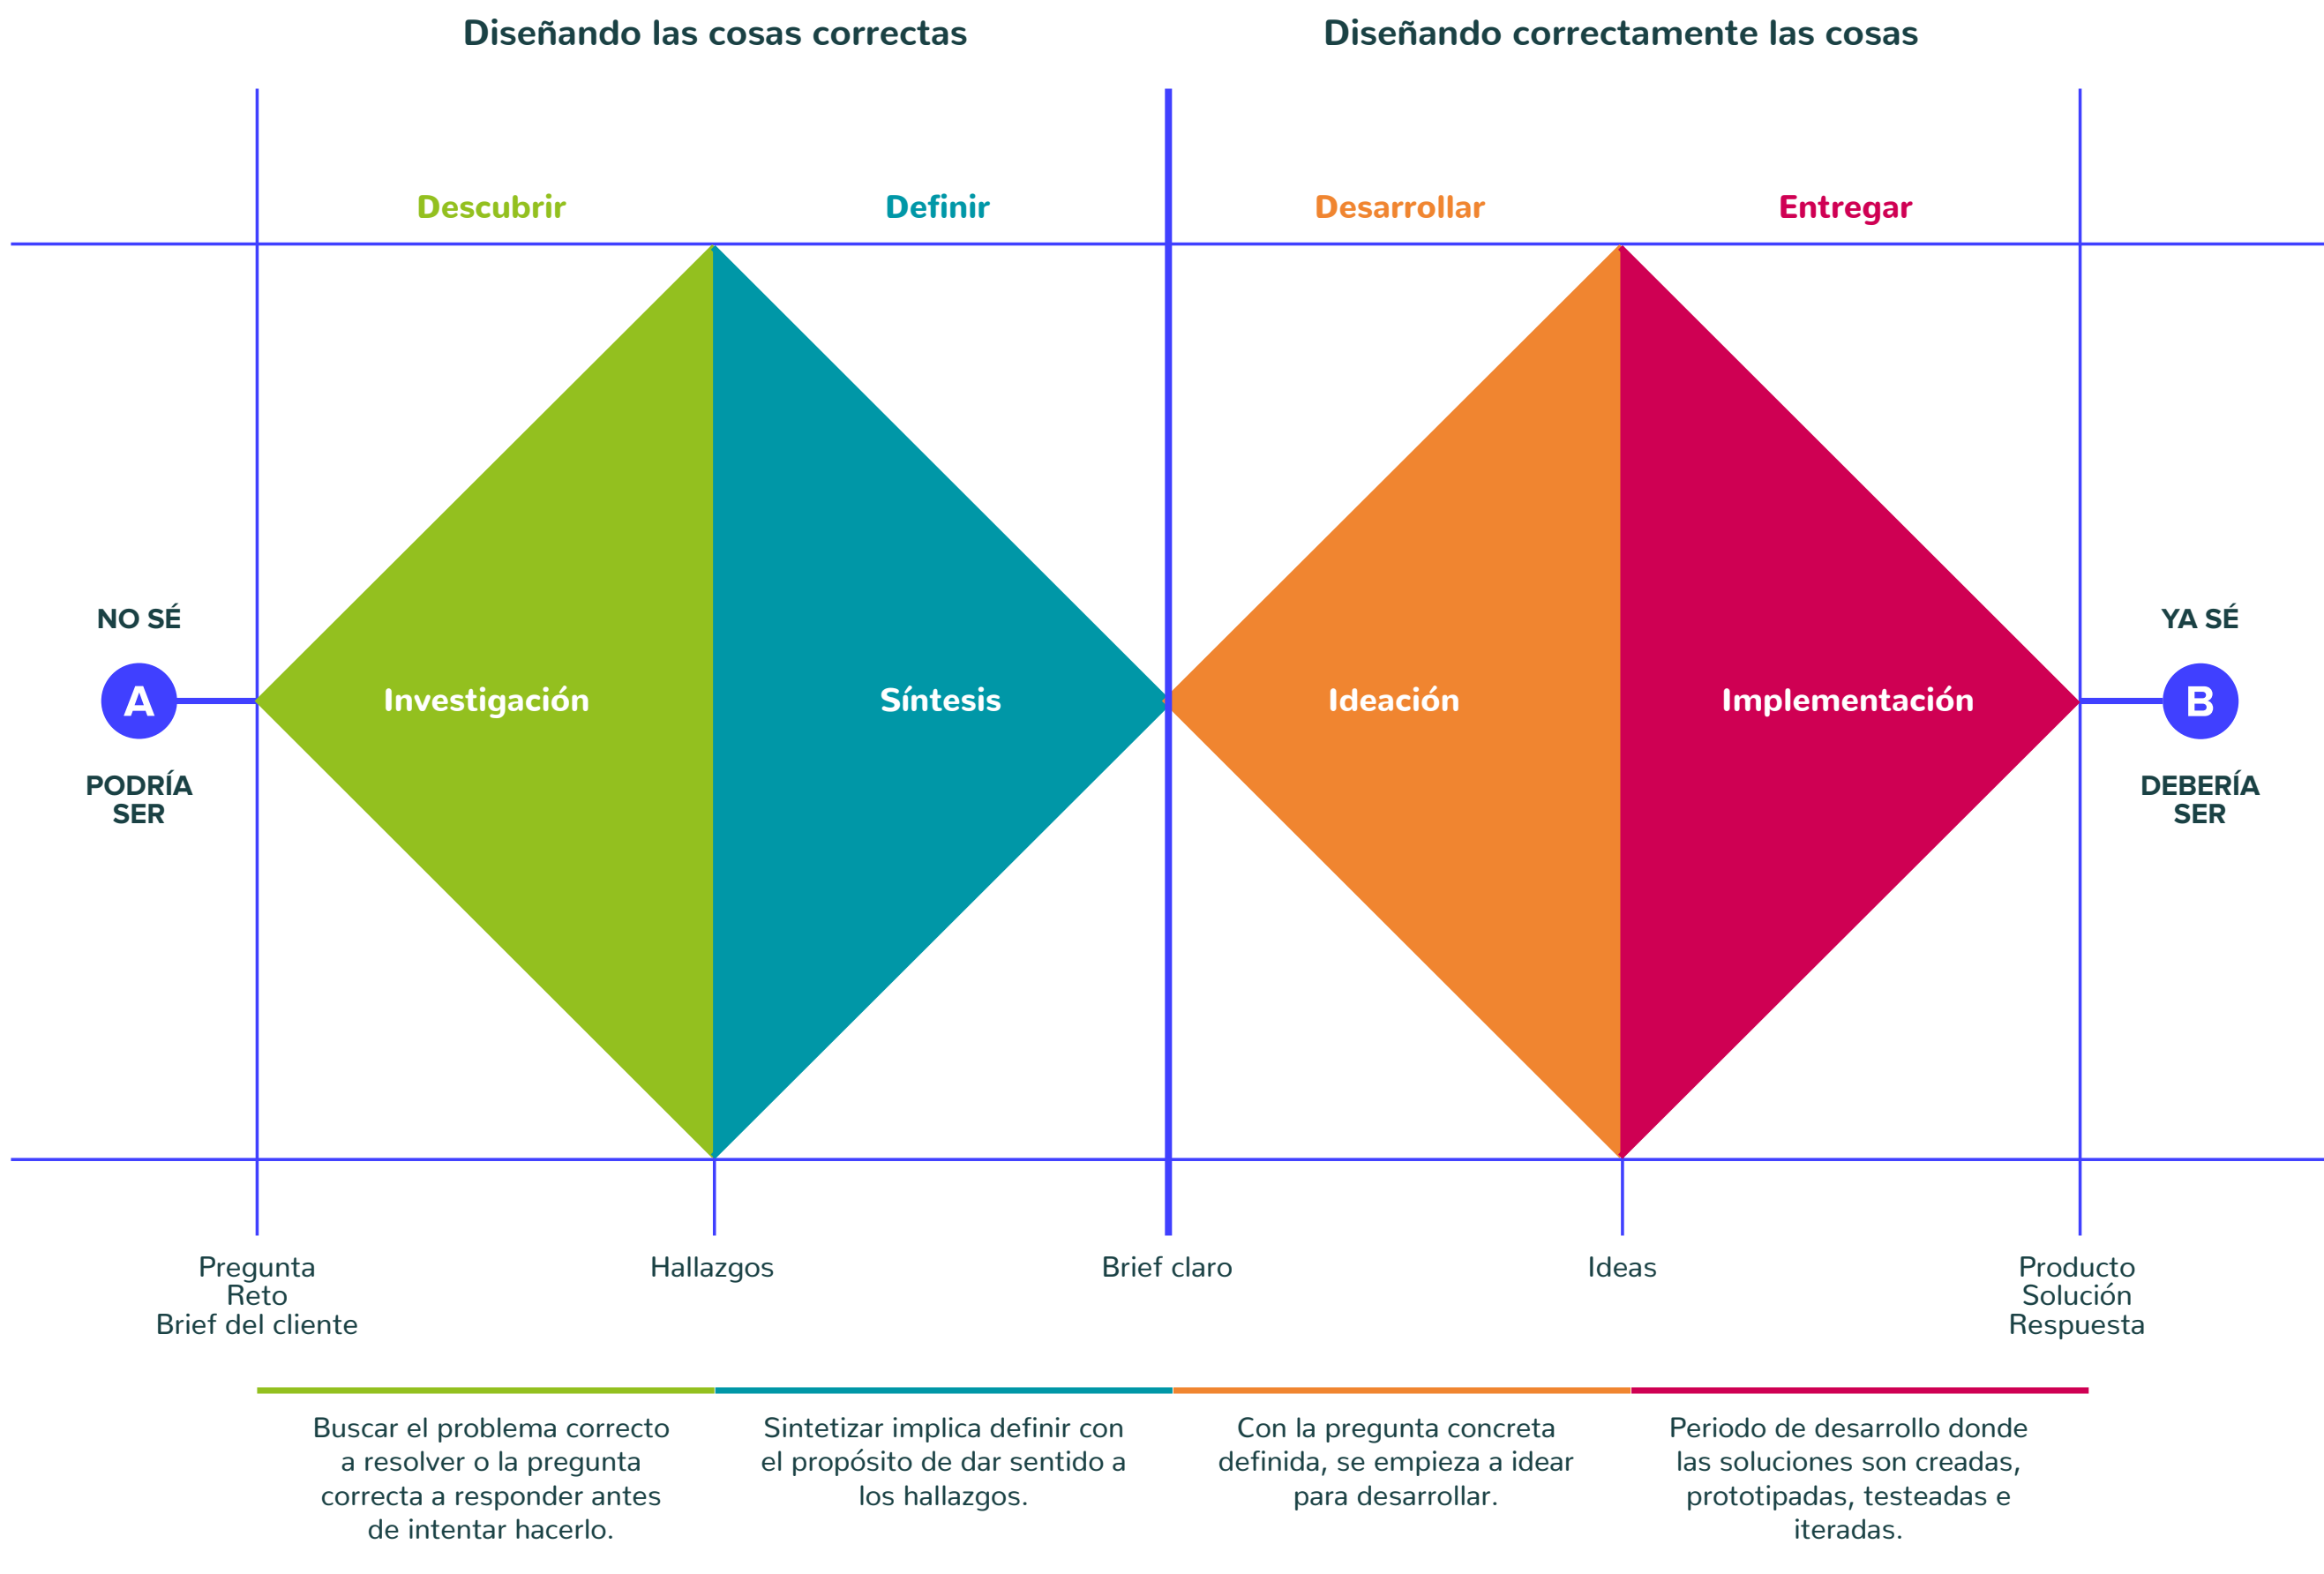 Diseñando las cosas correctas
Diseñando correctamente las cosas
Descubrir
Definir
Desarrollar
Entregar
NO SÉ
A
PODRÍA
SER
Investigación
Síntesis
Ideación
Implementación
YA SÉ
B
DEBERÍA
SER
Pregunta
Reto
Brief del cliente
Hallazgos
Brief claro
Ideas
Producto
Solución
Respuesta
Buscar el problema correcto
a resolver o la pregunta
correcta a responder antes
de intentar hacerlo.
Sintetizar implica definir con
el propósito de dar sentido a
los hallazgos.
Con la pregunta concreta
definida, se empieza a idear
para desarrollar.
Periodo de desarrollo donde
las soluciones son creadas,
prototipadas, testeadas e
iteradas.